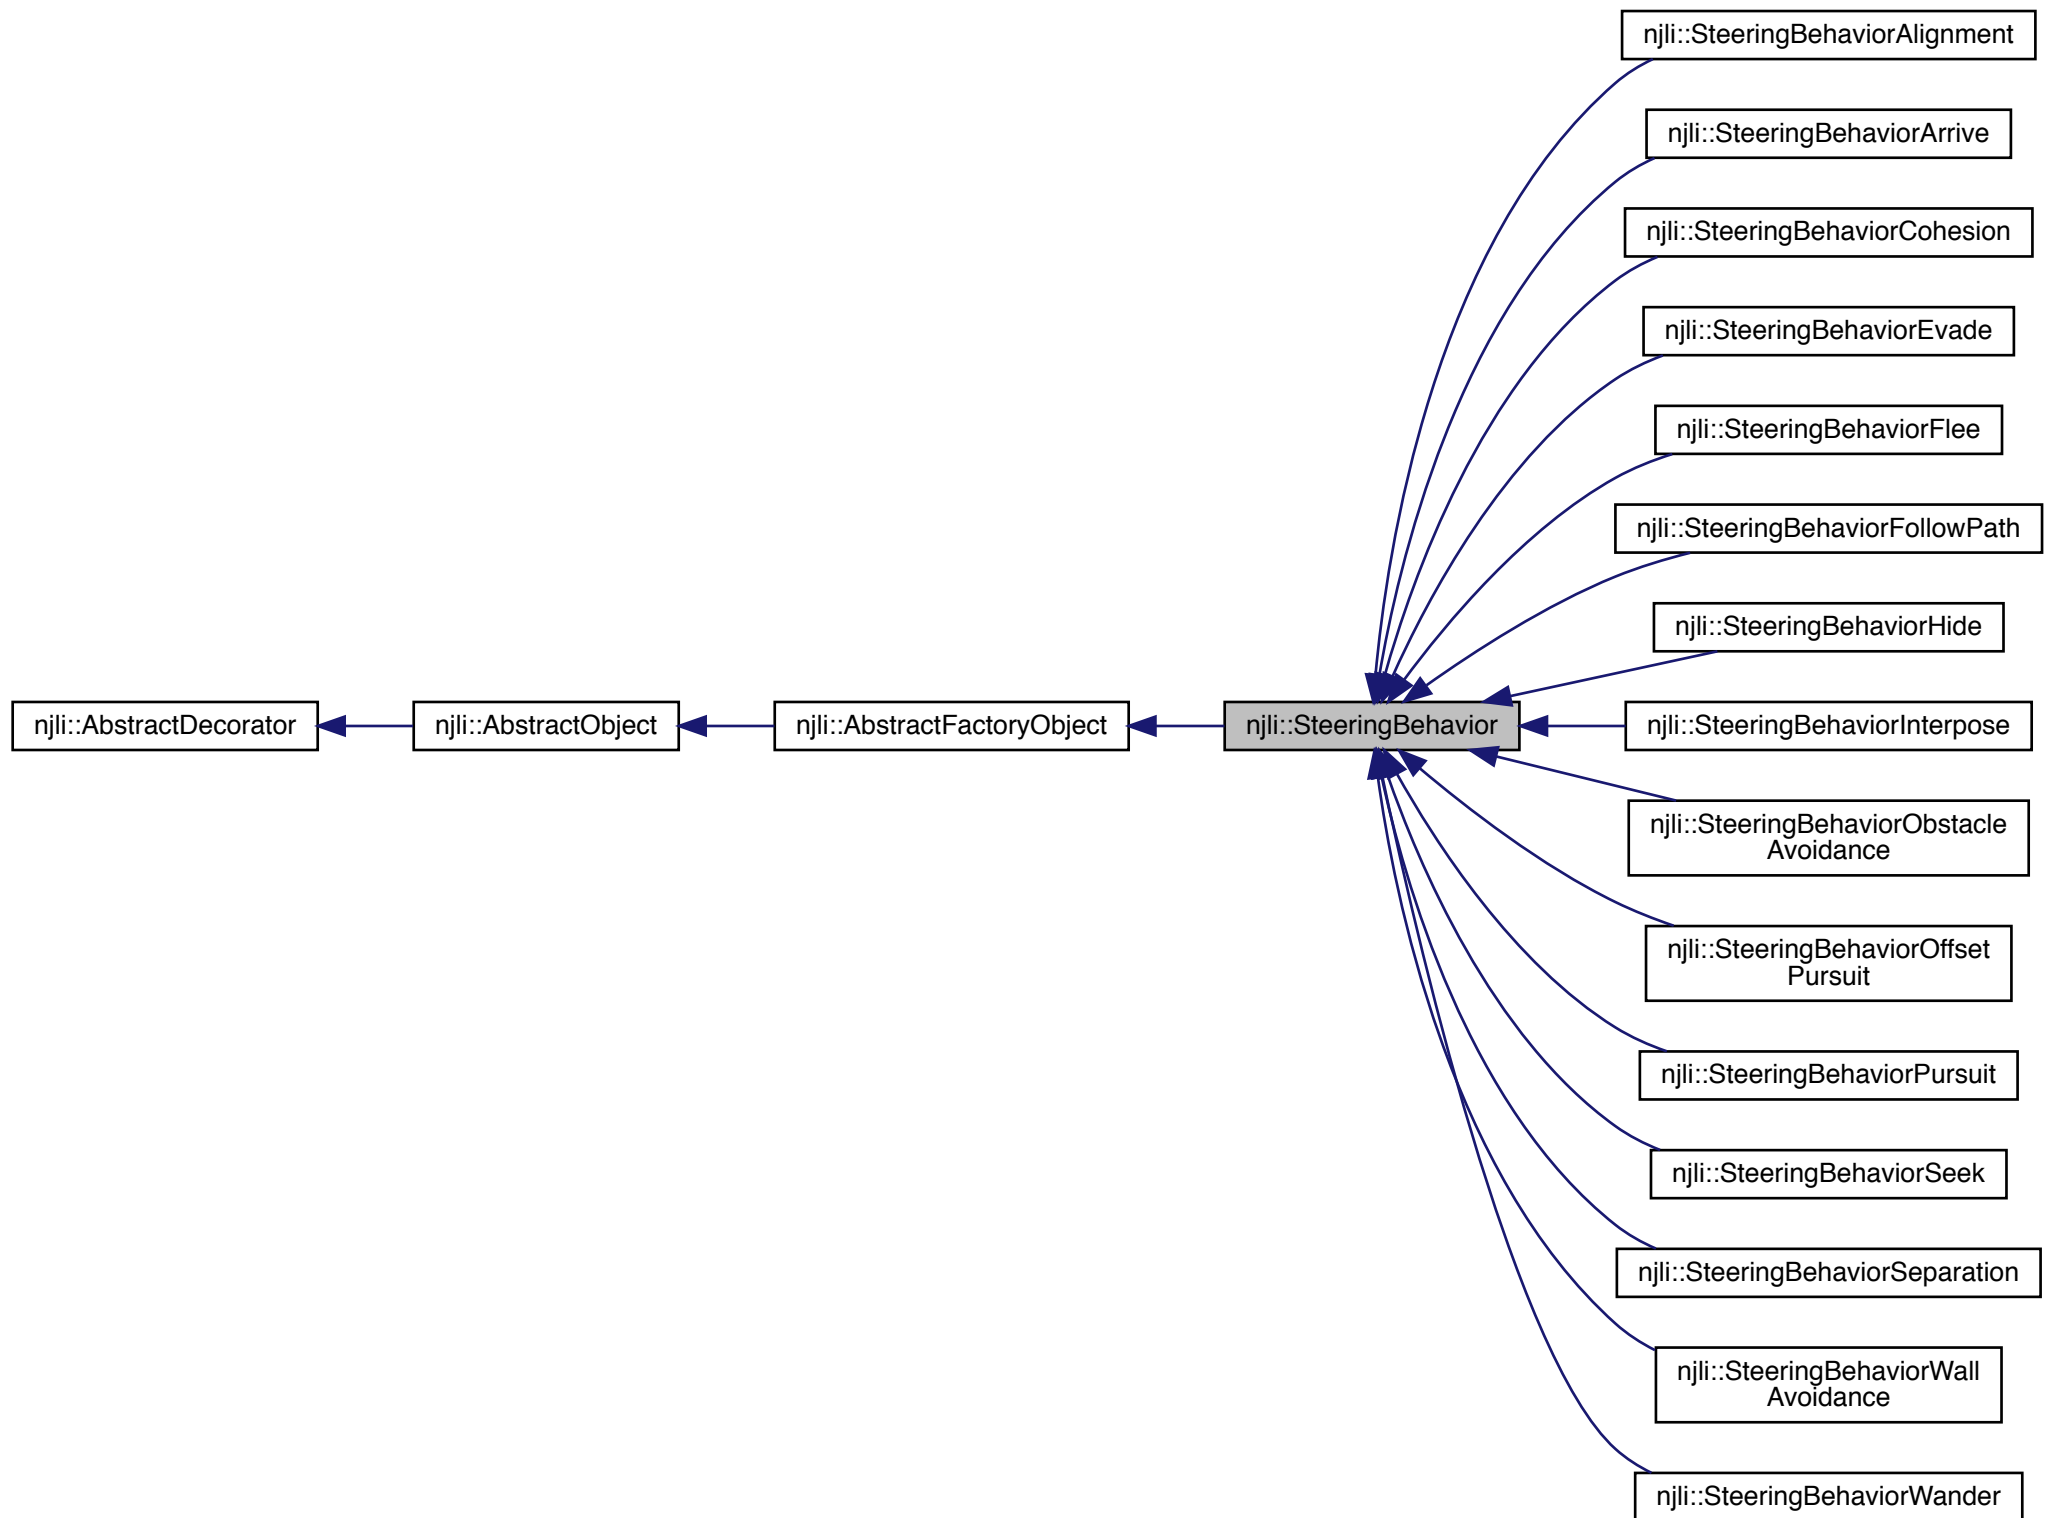 njli::SteeringBehaviorAlignment
njli::SteeringBehaviorArrive
njli::SteeringBehaviorCohesion
njli::SteeringBehaviorEvade
njli::SteeringBehaviorFlee
njli::SteeringBehaviorFollowPath
njli::SteeringBehaviorHide
njli::AbstractDecorator
njli::AbstractObject
njli::AbstractFactoryObject
njli::SteeringBehavior
njli::SteeringBehaviorInterpose
njli::SteeringBehaviorObstacle
Avoidance
njli::SteeringBehaviorOffset
Pursuit
njli::SteeringBehaviorPursuit
njli::SteeringBehaviorSeek
njli::SteeringBehaviorSeparation
njli::SteeringBehaviorWall
Avoidance
njli::SteeringBehaviorWander